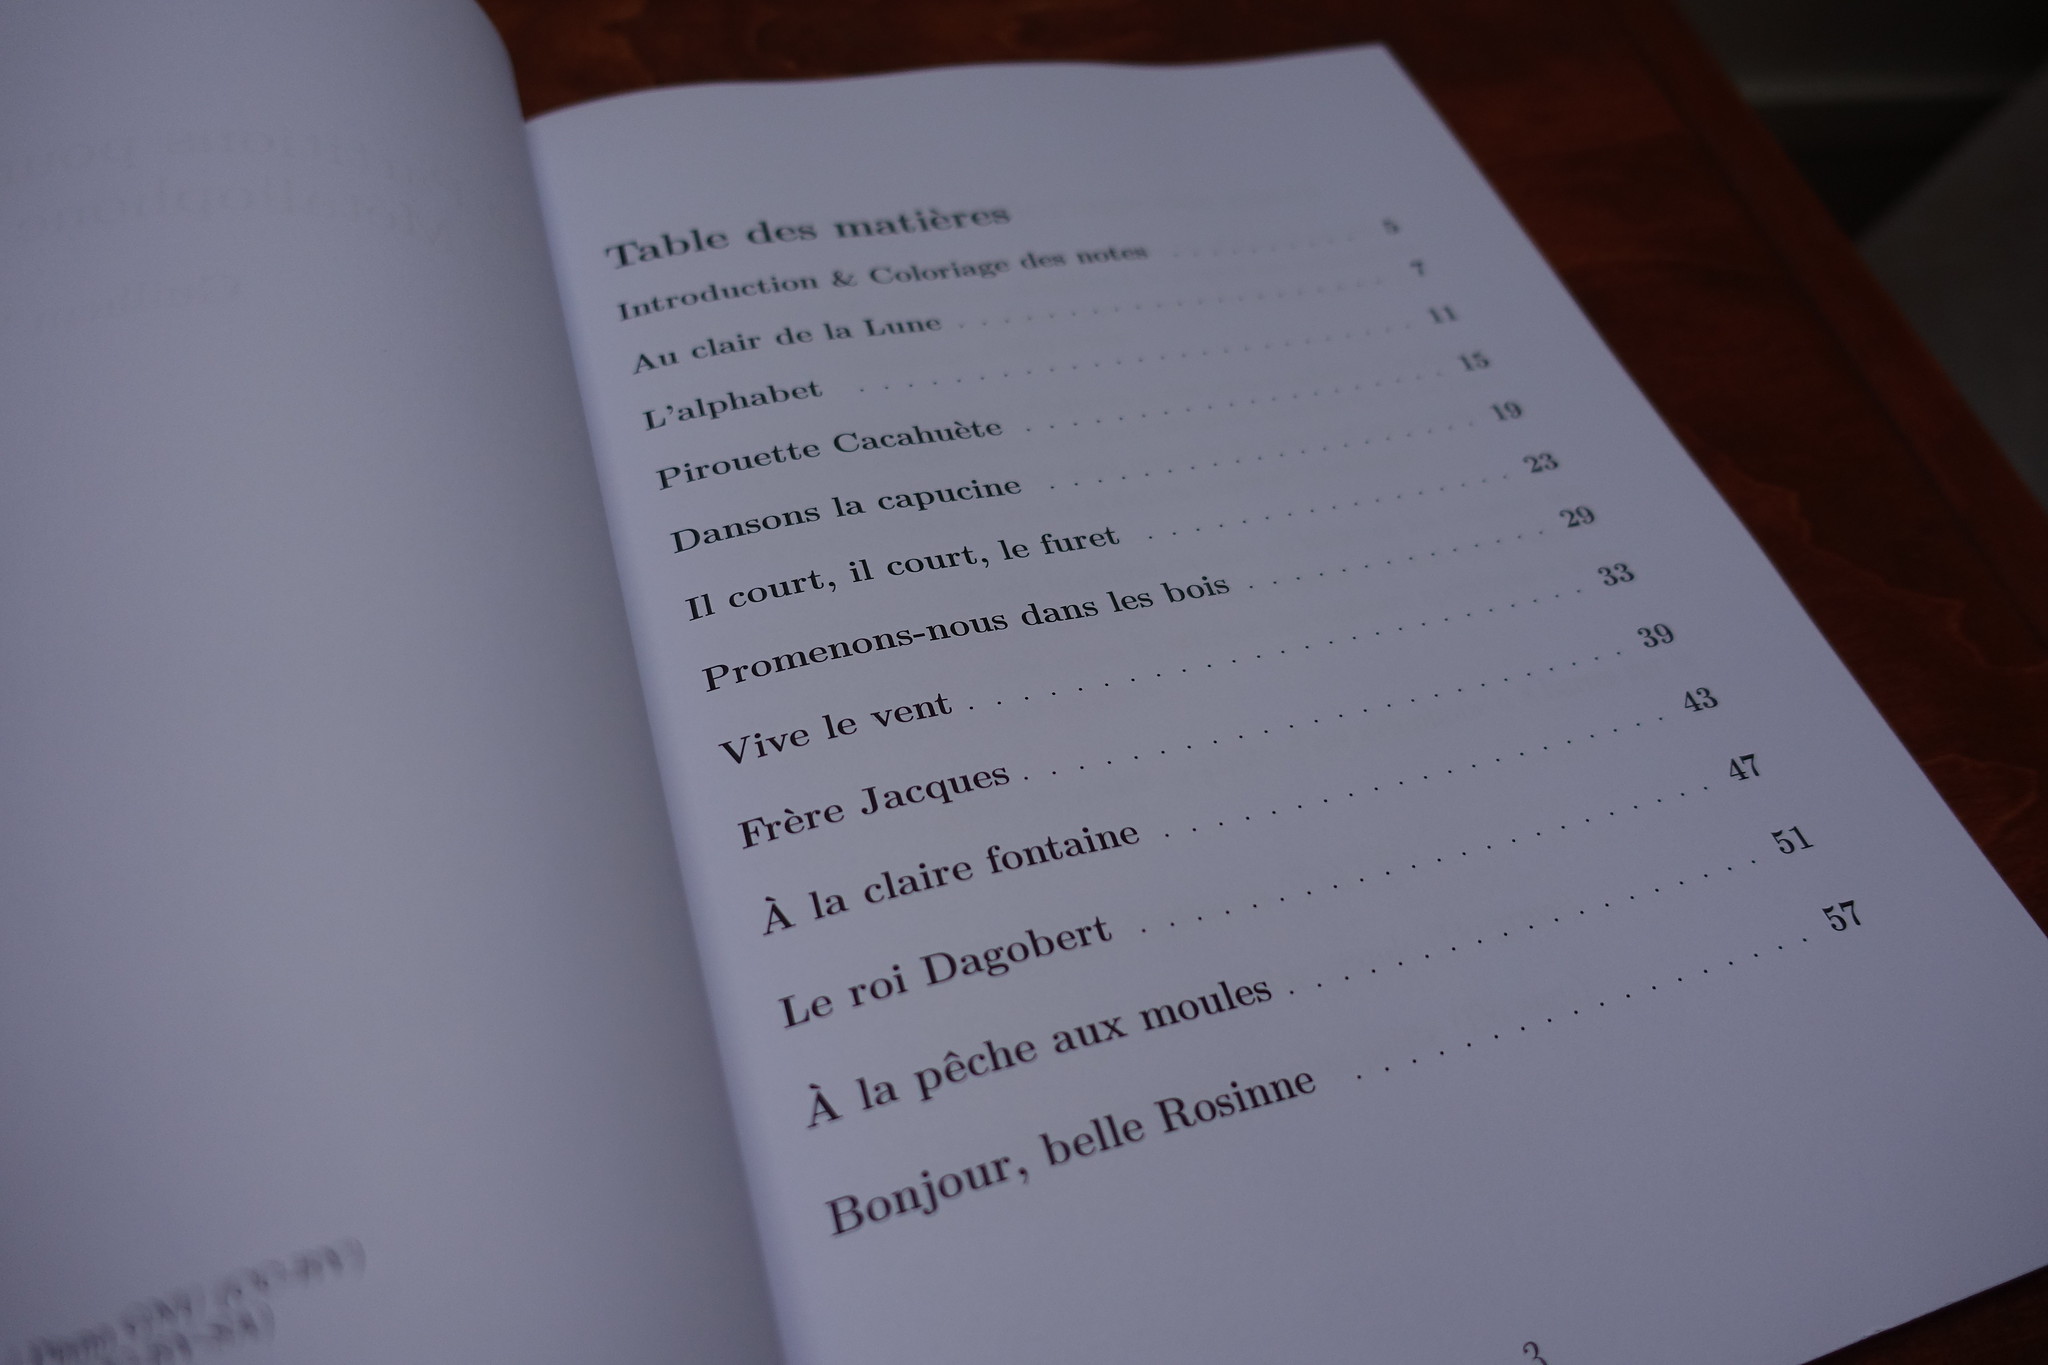 Table des matières
Introduction & Coloriage des notes . . . . . . . . . . 5
Au clair de la Lune . . . . . . . . . . . . . . . . . . . . 7
L'alphabet . . . . . . . . . . . . . . . . . . . . . . . . . 11
Pirouette Cacahuète . . . . . . . . . . . . . . . . . . . 15
Dansons la capucine . . . . . . . . . . . . . . . . . . . 19
Il court, il court, le furet . . . . . . . . . . . . . . . . 23
Promenons-nous dans les bois . . . . . . . . . . . . . 29
Vive le vent . . . . . . . . . . . . . . . . . . . . . . . . 33
Frère Jacques . . . . . . . . . . . . . . . . . . . . . . . . 39
À la claire fontaine . . . . . . . . . . . . . . . . . . . . 43
Le roi Dagobert . . . . . . . . . . . . . . . . . . . . . . 47
À la pêche aux moules . . . . . . . . . . . . . . . . . . 51
Bonjour, belle Rosinne . . . . . . . . . . . . . . . . . . 57
3